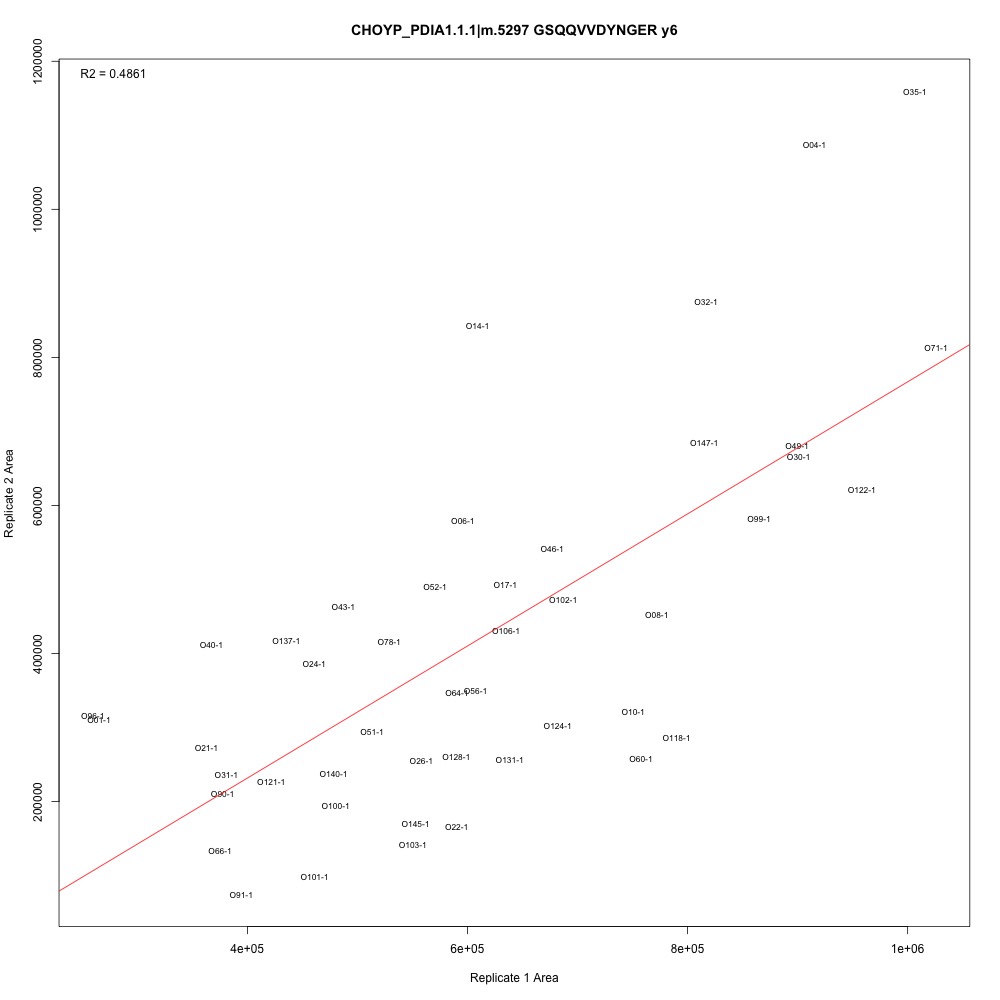 CHOYP_PDIA1.1.1|m.5297 GSQQVVDYNGER y6
R2 = 0.4861
1200000
1000000
800000
600000
400000
200000
Replicate 2 Area
O35-1
O04-1
O32-1
O14-1
O71-1
O147-1
O49-1
O30-1
O122-1
O99-1
O06-1
O46-1
O52-1
O17-1
O102-1
O43-1
O08-1
O106-1
O40-1
O137-1
O78-1
O24-1
O64-1
O56-1
O96-1
O01-1
O10-1
O124-1
O51-1
O118-1
O21-1
O26-1
O128-1
O131-1
O60-1
O31-1
O140-1
O121-1
O90-1
O100-1
O145-1
O22-1
O103-1
O66-1
O101-1
O91-1
4e+05
6e+05
8e+05
1e+06
Replicate 1 Area